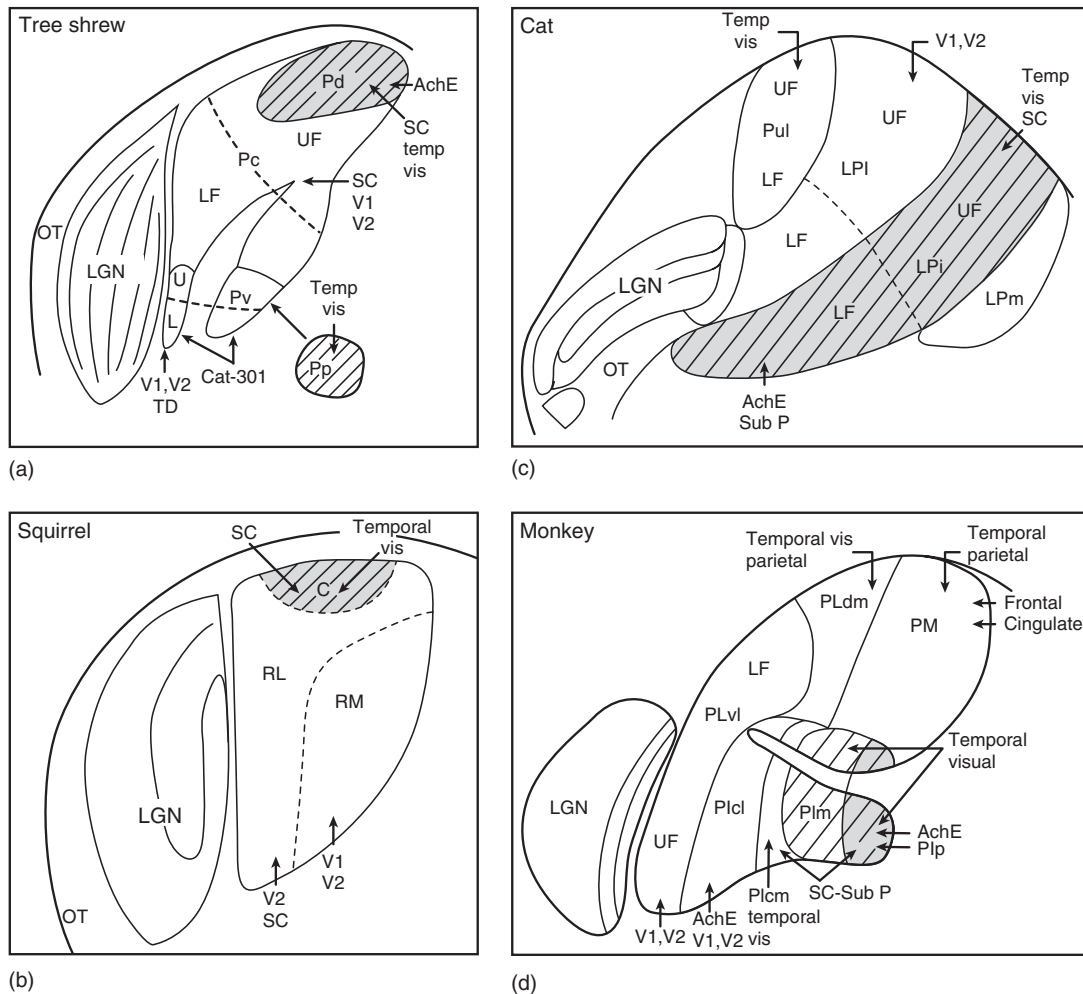 Tree shrew
Pd
AchE
SC
temp
vis
UF
Pc
LF
SC
V1
V2
OT
LGN
U
L
Pv
Temp
vis
Pp
Cat-301
V1,V2
TD
(a)
Cat
Temp
vis
V1,V2
UF
UF
Temp
vis
SC
Pul
LPl
LF
UF
LF
LPi
LGN
LF
LPm
OT
AchE
Sub P
(c)
Squirrel
SC
Temporal
vis
C
RL
RM
LGN
OT
V1
V2
V2
SC
(b)
Monkey
Temporal vis
parietal
Temporal
parietal
PLdm
Frontal
Cingulate
PM
LF
PLvl
Temporal
visual
LGN
PIcl
PIm
UF
AchE
PIp
PIcm
temporal
vis
SC-Sub P
V1,V2
AchE
V1,V2
(d)